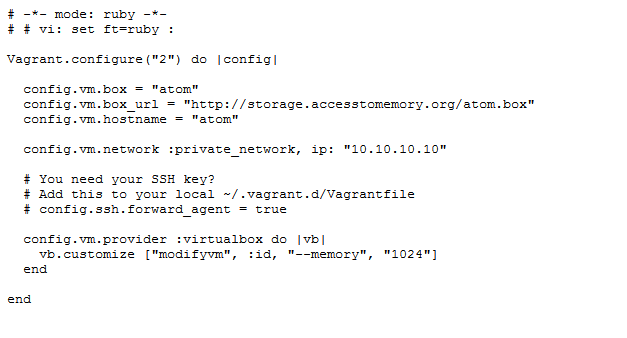 # -*- mode: ruby -*-
# # vi: set ft=ruby :
Vagrant.configure("2") do |config|
config.vm.box = "atom"
config.vm.box_url = "http://storage.accesstomemory.org/atom.box"
config.vm.hostname = "atom"
config.vm.network :private_network, ip: "10.10.10.10"
# You need your SSH key?
# Add this to your local ~/.vagrant.d/Vagrantfile
# config.ssh.forward_agent = true
config.vm.provider :virtualbox do |vb|
vb.customize ["modifyvm", :id, "--memory", "1024"]
end
end